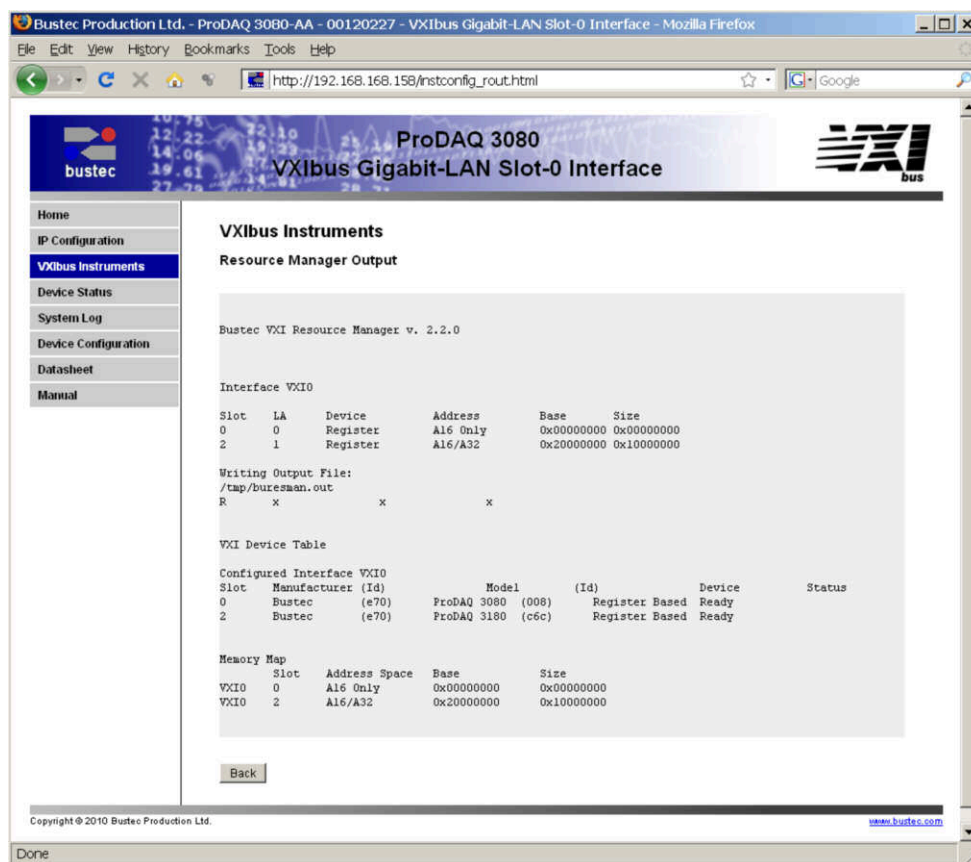 Bustec Production Ltd. - ProDAQ 3080-AA - 00120227 - VXIbus Gigabit-LAN Slot-0 Interface - Mozilla Firefox
File Edit View History Bookmarks Tools Help
http://192.168.168.158/instconfig_rout.html
Google
bustec
ProDAQ 3080
VXIbus Gigabit-LAN Slot-0 Interface
VXI
bus
Home
IP Configuration
VXIbus Instruments
Device Status
System Log
Device Configuration
Datasheet
Manual
VXIbus Instruments
Resource Manager Output
Bustec VXI Resource Manager v. 2.2.0
Interface VXI0
Slot LA Device Address Base Size
0 0 Register A16 Only 0x00000000 0x00000000
2 1 Register A16/A32 0x20000000 0x10000000
Writing Output File:
/tmp/buresman.out
R x x x
VXI Device Table
Configured Interface VXI0
Slot Manufacturer (Id) Model (Id) Device Status
0 Bustec (e70) ProDAQ 3080 (008) Register Based Ready
2 Bustec (e70) ProDAQ 3180 (c6c) Register Based Ready
Memory Map
Slot Address Space Base Size
VXI0 0 A16 Only 0x00000000 0x00000000
VXI0 2 A16/A32 0x20000000 0x10000000
Back
Copyright © 2010 Bustec Production Ltd.
www.bustec.com
Done